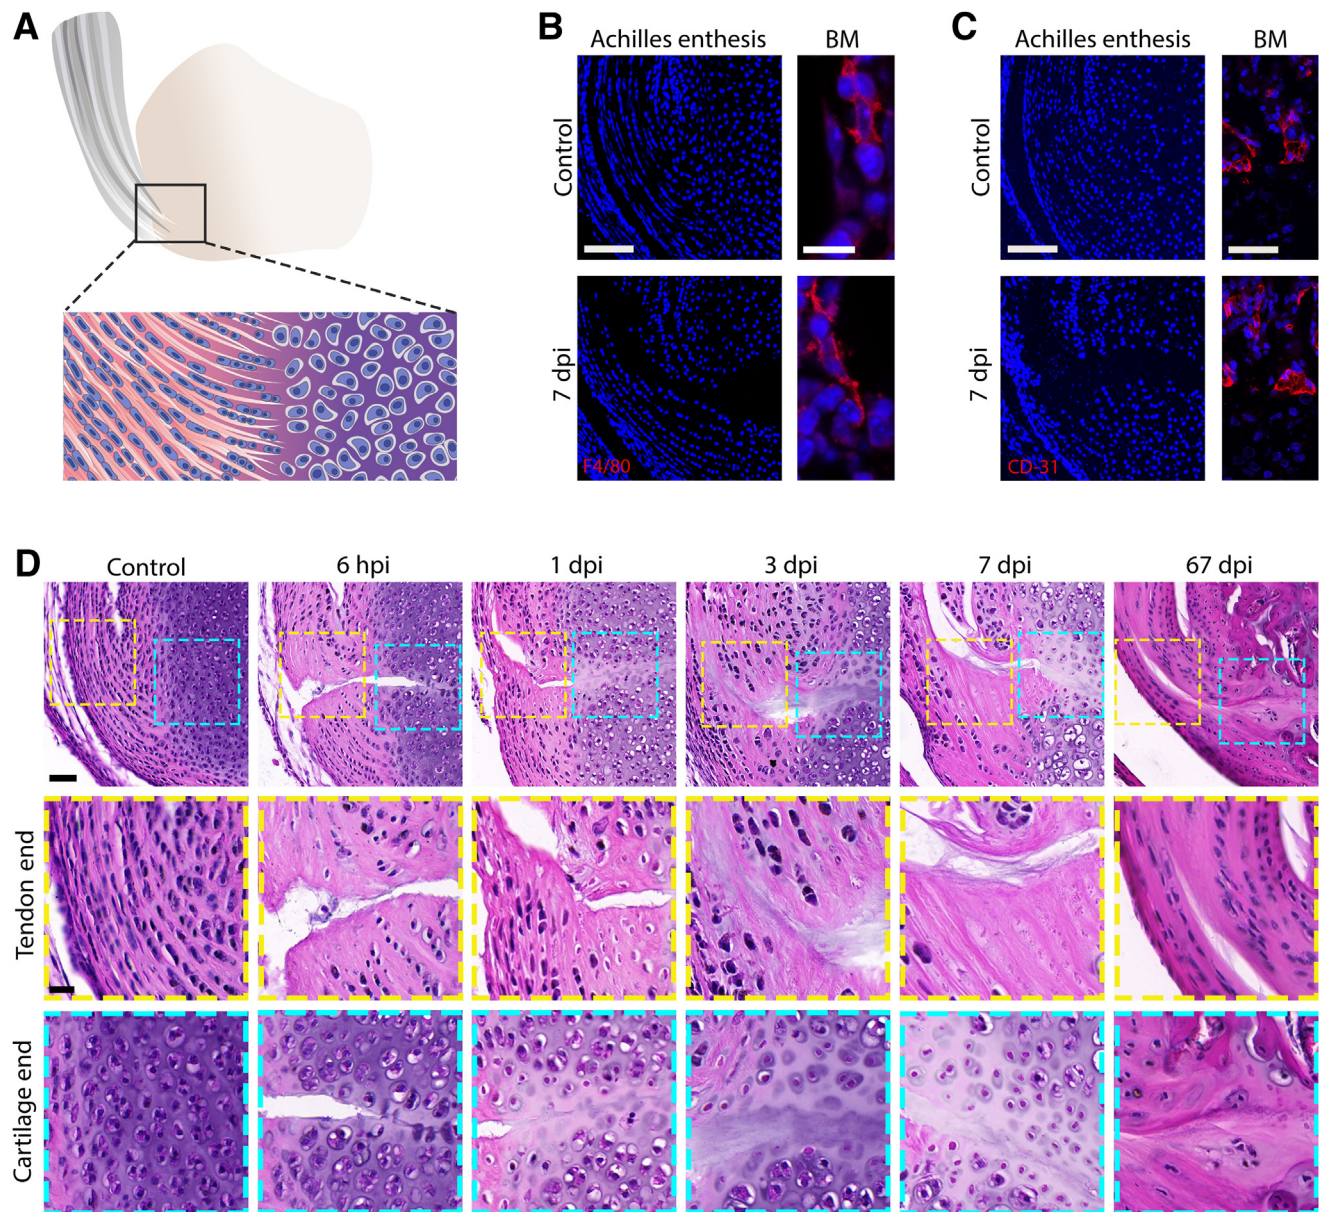 A
B
Achilles enthesis
BM
C
Achilles enthesis
BM
Control
Control
7 dpi
7 dpi
F4/80
CD-31
D
Control
6 hpi
1 dpi
3 dpi
7 dpi
67 dpi
Tendon end
Cartilage end